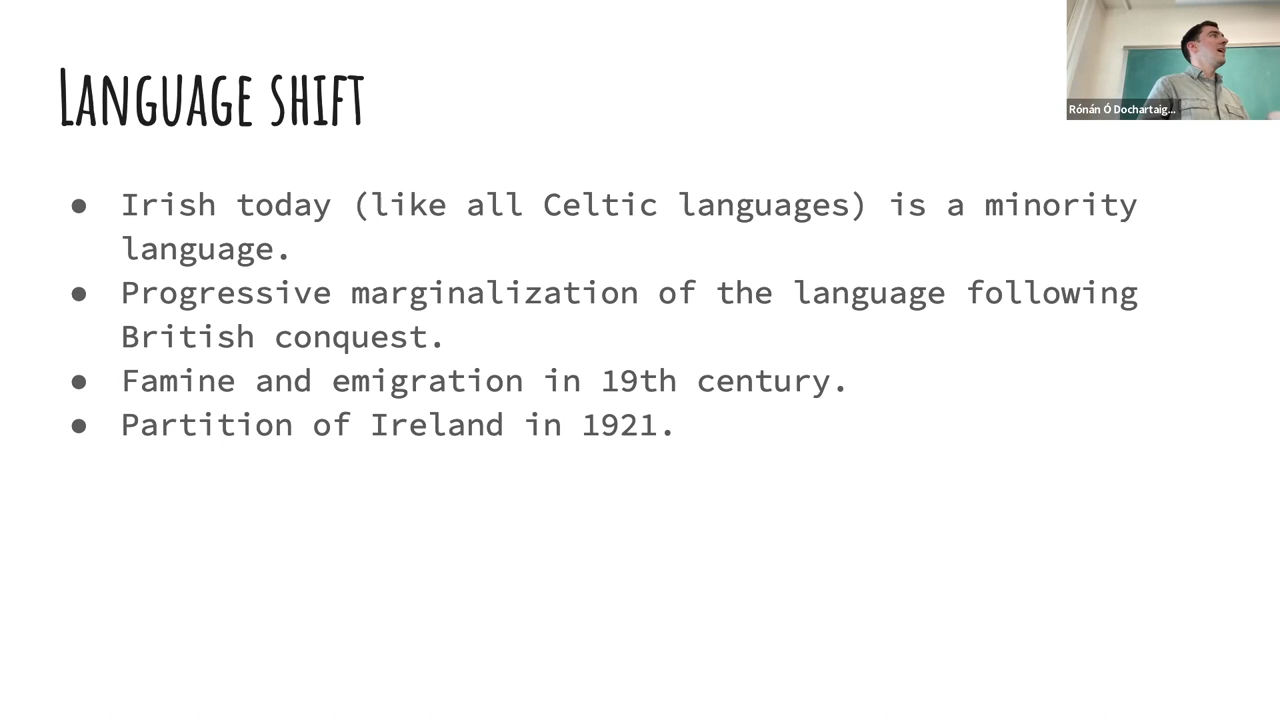 Language shift
● Irish today (like all Celtic languages) is a minority
language.
● Progressive marginalization of the language following
British conquest.
● Famine and emigration in 19th century.
● Partition of Ireland in 1921.
Rónán Ó Dochartaig...